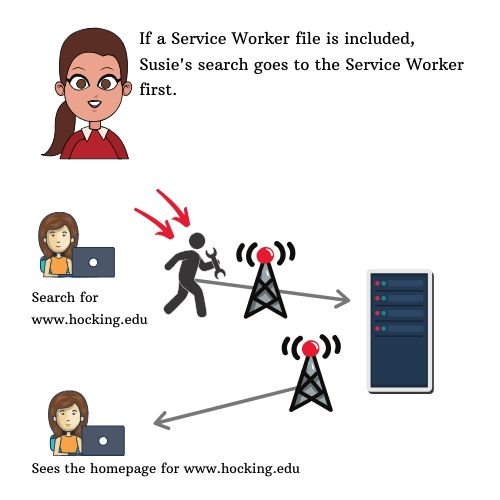 If a Service Worker file is included,
Susie's search goes to the Service Worker
first.
Search for
www.hocking.edu
Sees the homepage for www.hocking.edu